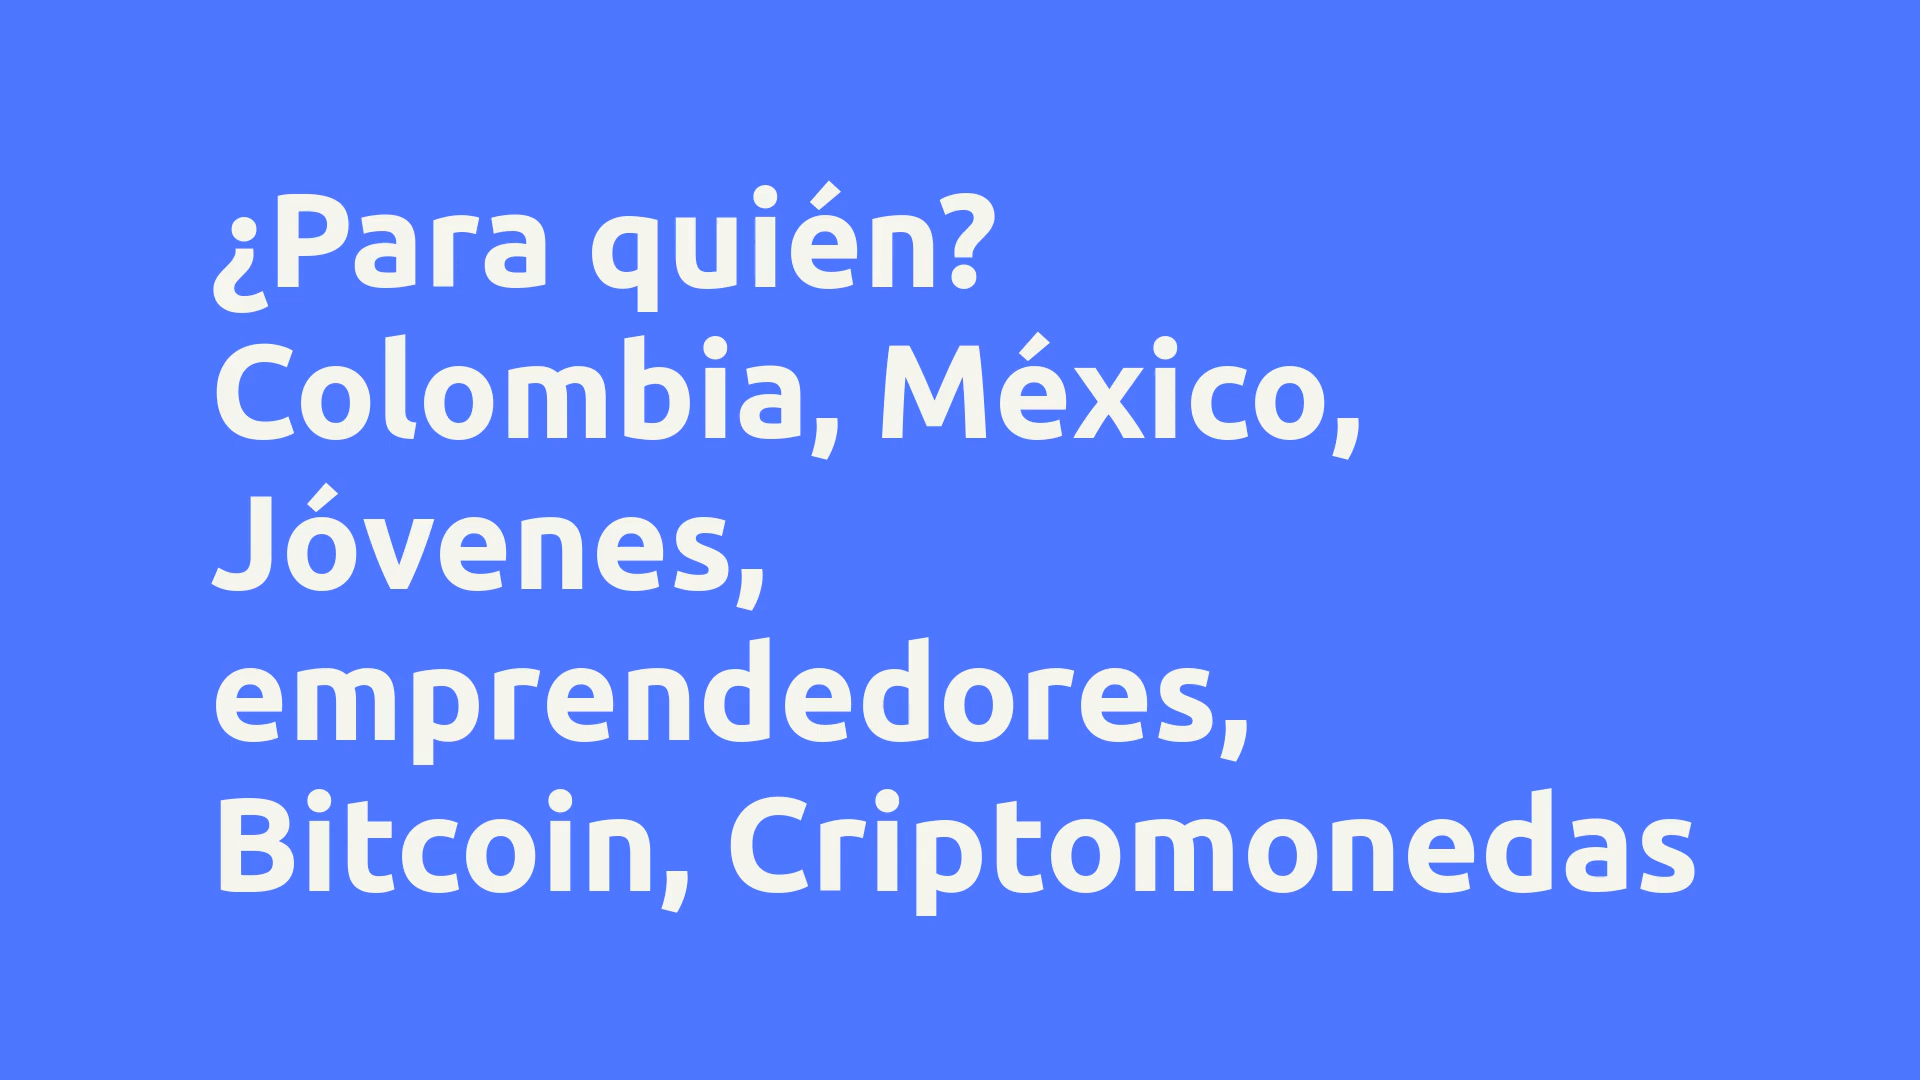 ¿Para quién?
Colombia, México,
Jóvenes,
emprendedores,
Bitcoin, Criptomonedas